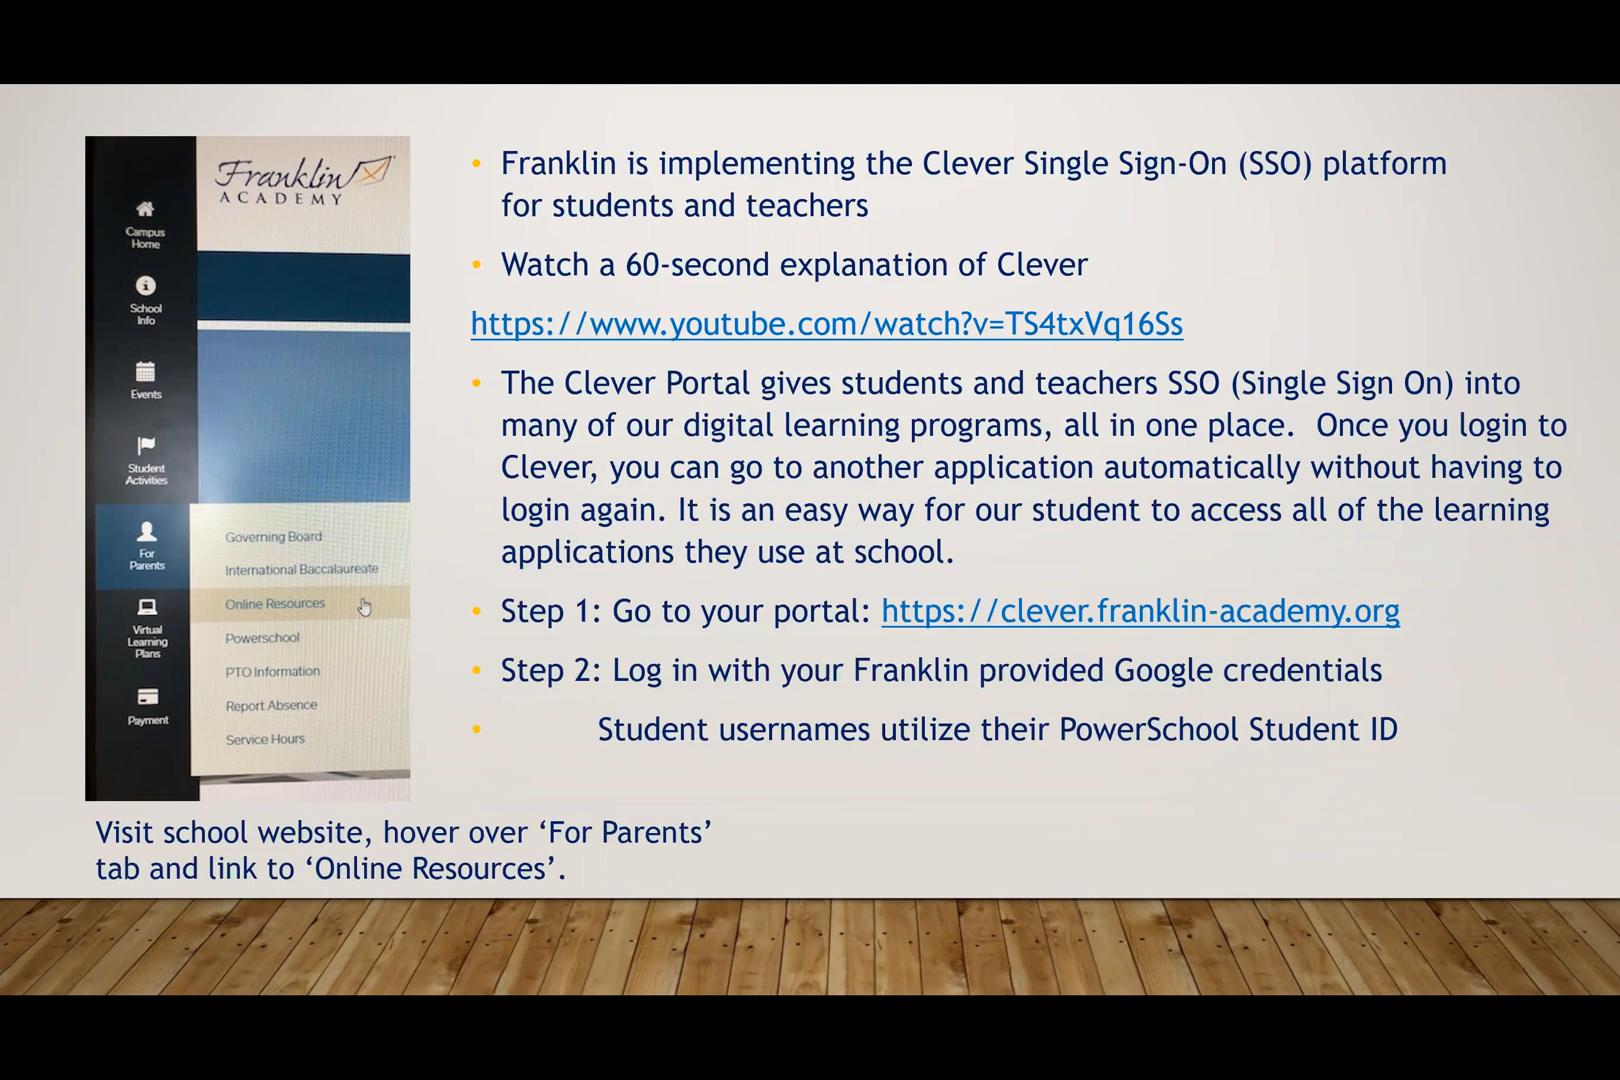 Franklin
ACADEMY
Campus
Home
School
Info
Events
Student
Activities
For
Parents
Virtual
Learning
Plans
Payment
Governing Board
International Baccalaureate
Online Resources
Powerschool
PTO Information
Report Absence
Service Hours
Visit school website, hover over ‘For Parents’
tab and link to ‘Online Resources’.
• Franklin is implementing the Clever Single Sign-On (SSO) platform
for students and teachers
• Watch a 60-second explanation of Clever
https://www.youtube.com/watch?v=TS4txVq16Ss
• The Clever Portal gives students and teachers SSO (Single Sign On) into
many of our digital learning programs, all in one place.  Once you login to
Clever, you can go to another application automatically without having to
login again. It is an easy way for our student to access all of the learning
applications they use at school.
• Step 1: Go to your portal: https://clever.franklin-academy.org
• Step 2: Log in with your Franklin provided Google credentials
• Student usernames utilize their PowerSchool Student ID